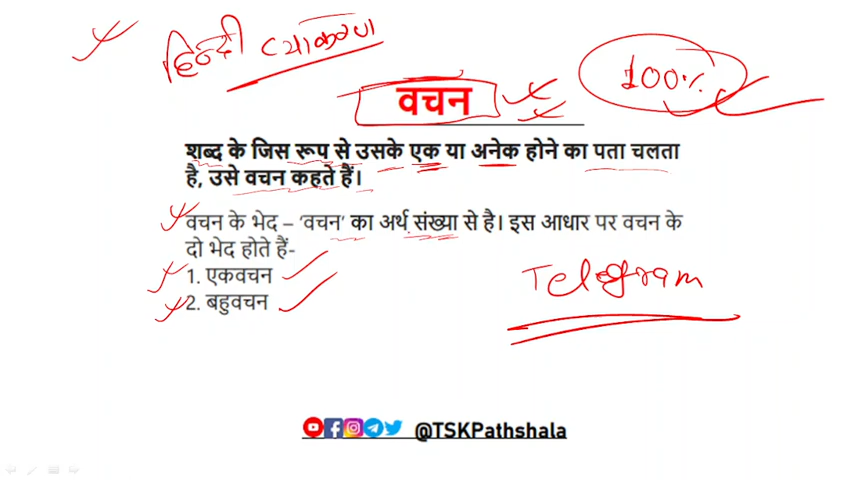 हिन्दी व्याकरण
100%
वचन
शब्द के जिस रूप से उसके एक या अनेक होने का पता चलता
है, उसे वचन कहते हैं।
वचन के भेद – ‘वचन’ का अर्थ संख्या से है। इस आधार पर वचन के
दो भेद होते हैं-
1. एकवचन
2. बहुवचन
Telegram
@TSKPathshala